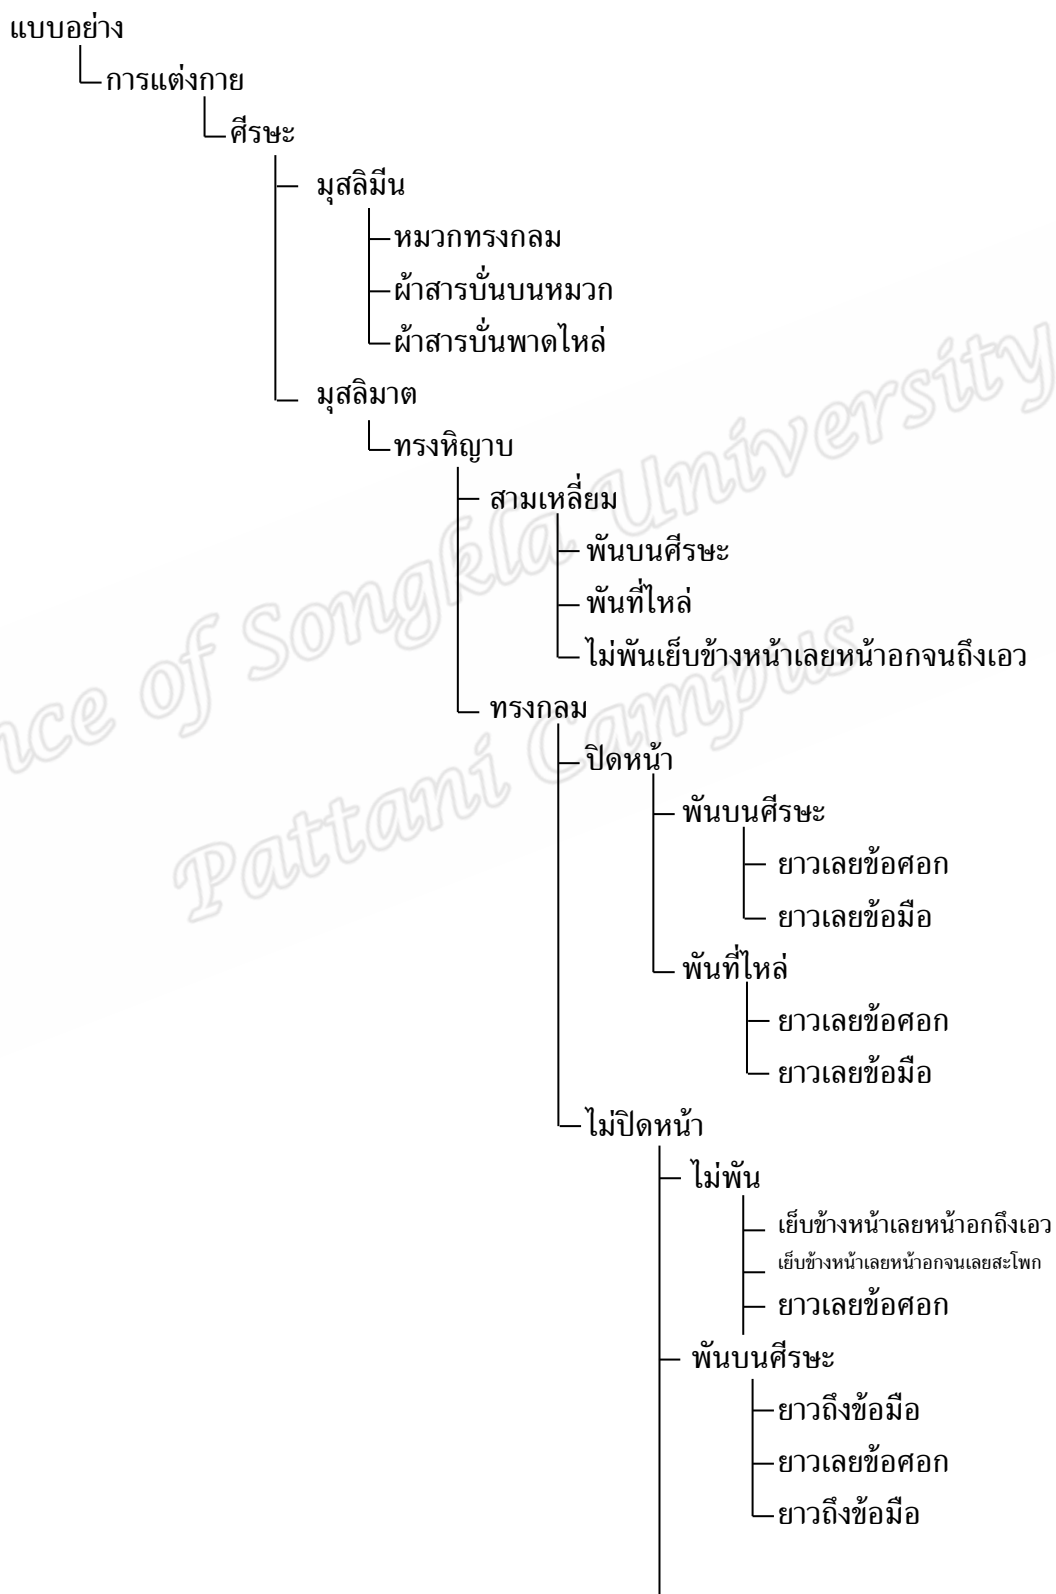 แบบอย่าง
การแต่งกาย
ศีรษะ
มุสลิมีน
หมวกทรงกลม
ผ้าสารบั่นบนหมวก
ผ้าสารบั่นพาดไหล่
มุสลิมาต
ทรงหิญาบ
สามเหลี่ยม
พันบนศีรษะ
พันที่ไหล่
ไม่พันเย็บข้างหน้าเลยหน้าอกจนถึงเอว
ทรงกลม
ปิดหน้า
พันบนศีรษะ
ยาวเลยข้อศอก
ยาวเลยข้อมือ
พันที่ไหล่
ยาวเลยข้อศอก
ยาวเลยข้อมือ
ไม่ปิดหน้า
ไม่พัน
เย็บข้างหน้าเลยหน้าอกถึงเอว
เย็บข้างหน้าเลยหน้าอกจนเลยสะโพก
ยาวเลยข้อศอก
พันบนศีรษะ
ยาวถึงข้อมือ
ยาวเลยข้อศอก
ยาวถึงข้อมือ
nce of Songkla University
Pattani Campus